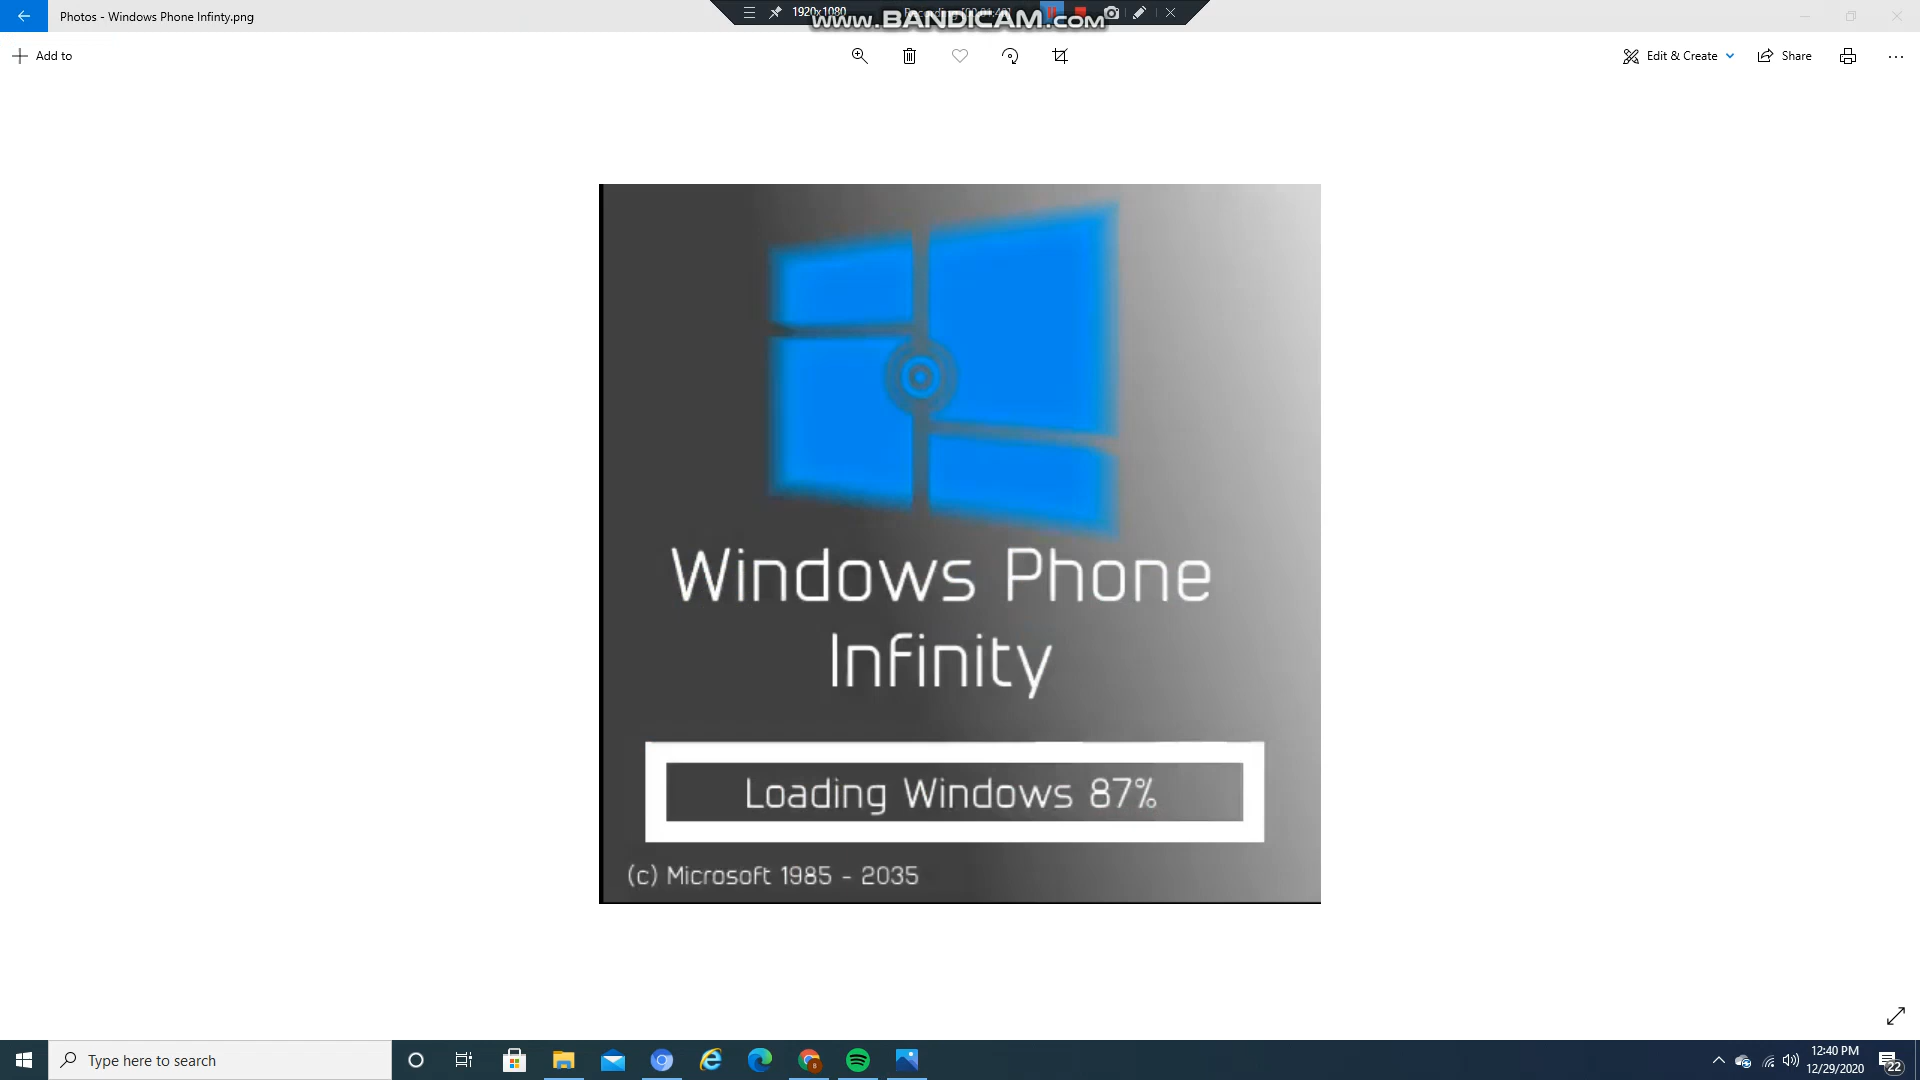 Photos - Windows Phone Infinty.png
1920x1080
www.BANDICAM.com
Add to
Edit & Create
Share
Windows Phone
Infinity
Loading Windows 87%
(c) Microsoft 1985 - 2035
Type here to search
12:40 PM
12/29/2020
22